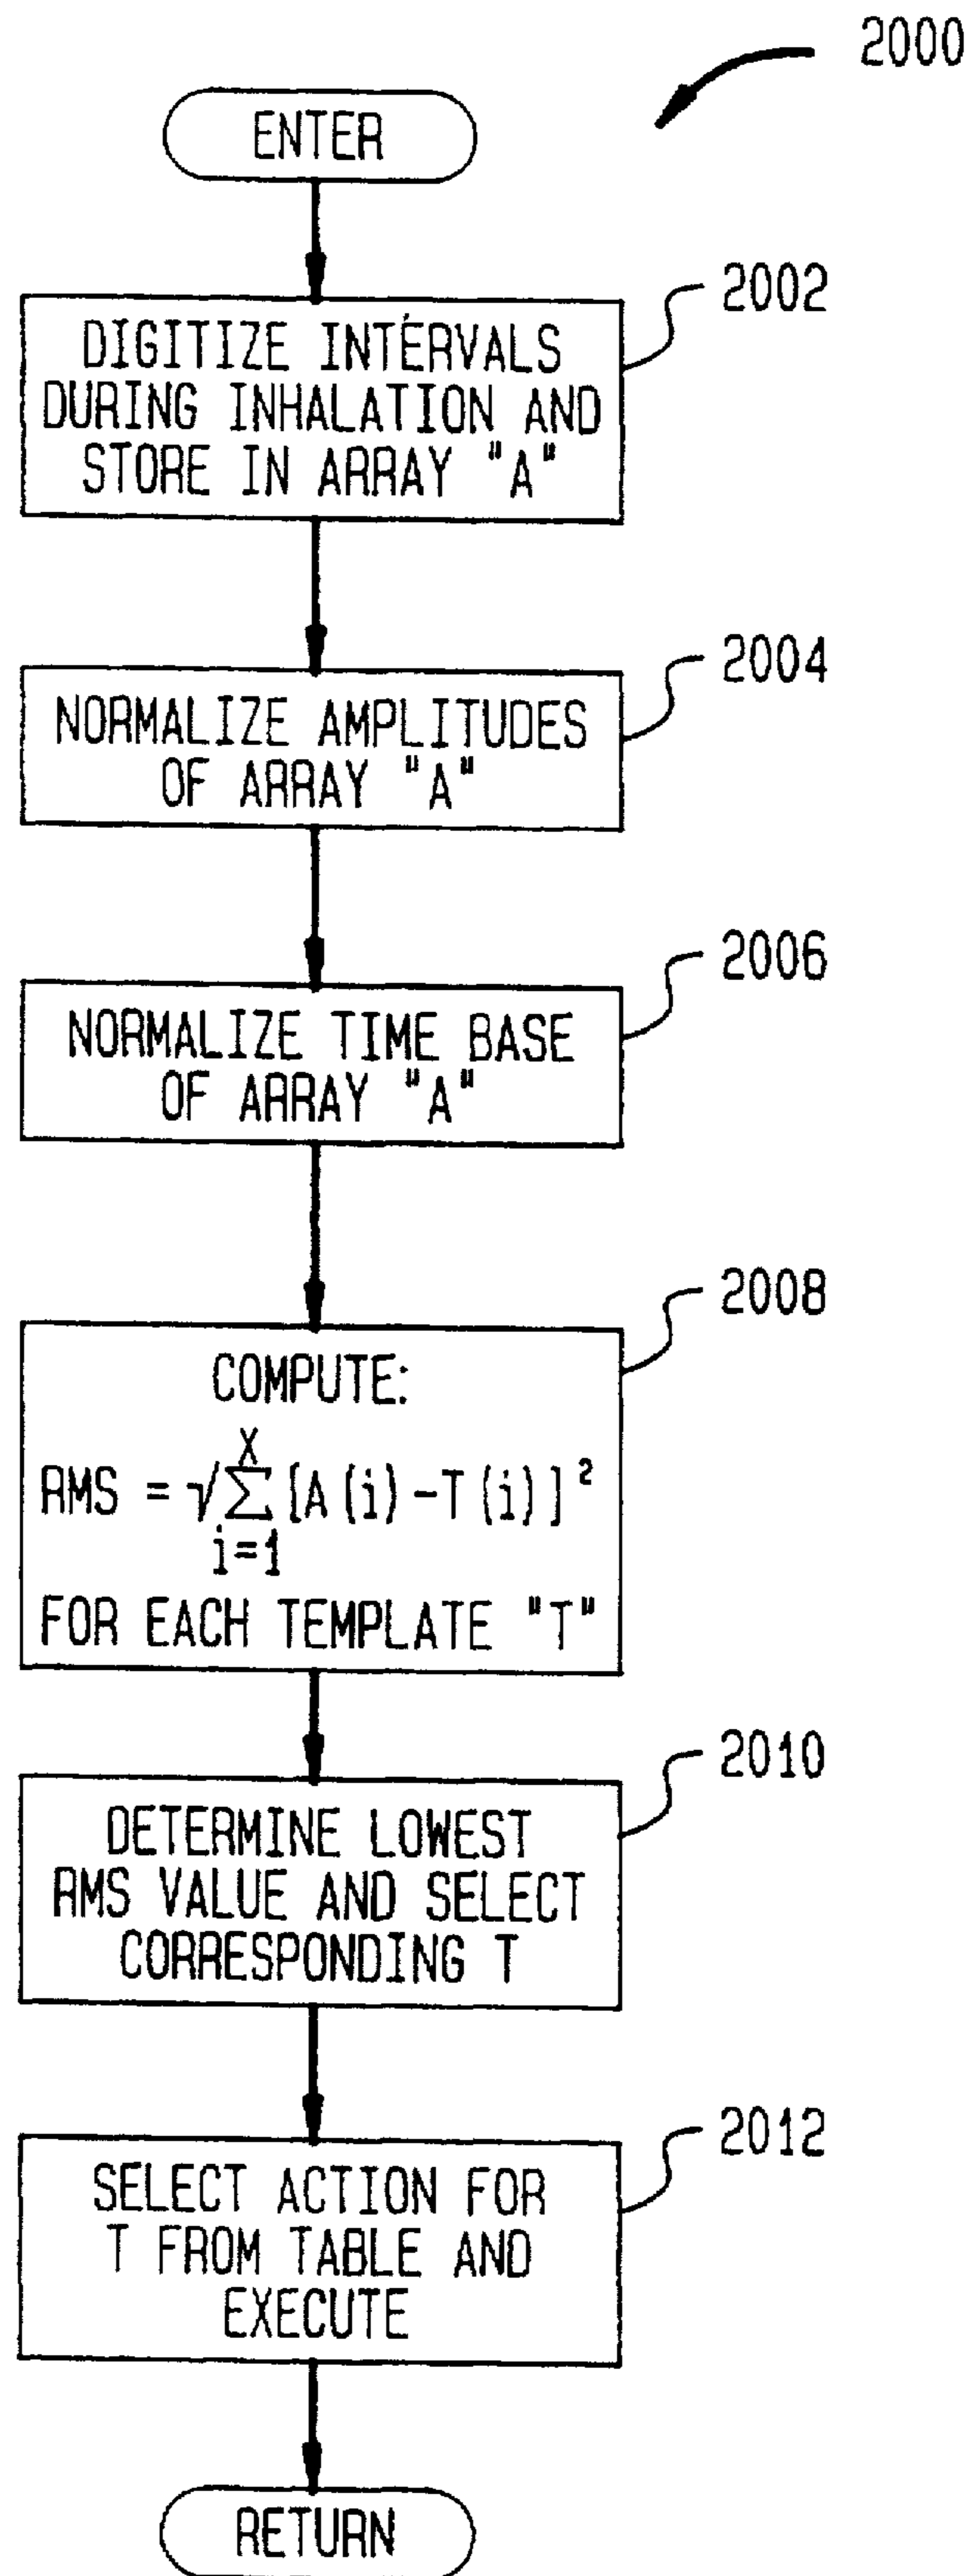 2000
ENTER
2002
DIGITIZE INTERVALS
DURING INHALATION AND
STORE IN ARRAY "A"
2004
NORMALIZE AMPLITUDES
OF ARRAY "A"
2006
NORMALIZE TIME BASE
OF ARRAY "A"
2008
COMPUTE:
RMS = √∑_{i=1}^{X} [A(i)-T(i)]²
FOR EACH TEMPLATE "T"
2010
DETERMINE LOWEST
RMS VALUE AND SELECT
CORRESPONDING T
2012
SELECT ACTION FOR
T FROM TABLE AND
EXECUTE
RETURN